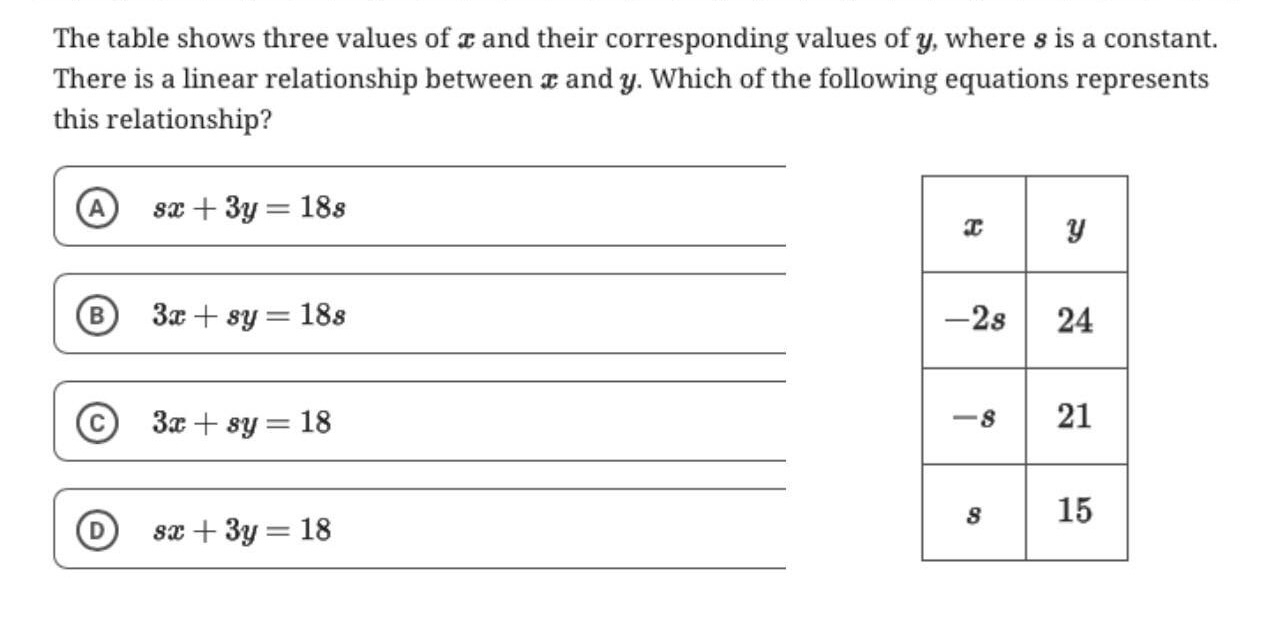 The table shows three values of x and their corresponding values of y, where s is a constant.
There is a linear relationship between x and y. Which of the following equations represents
this relationship?
A sx + 3y = 18s
B 3x + sy = 18s
C 3x + sy = 18
D sx + 3y = 18
x y
−2s 24
−s 21
s 15